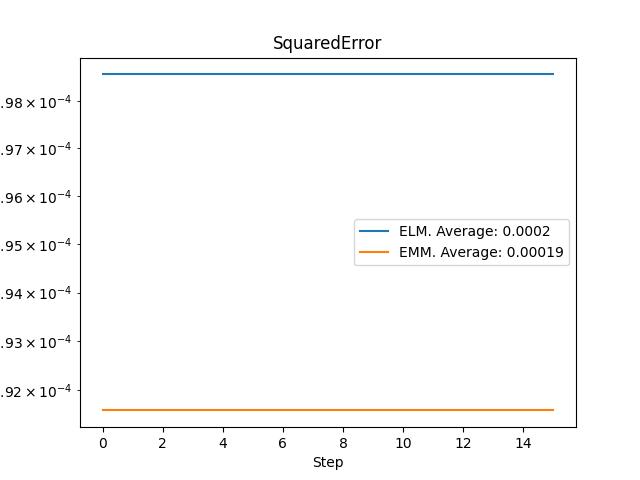 SquaredError
.98 × 10⁻⁴
.97 × 10⁻⁴
.96 × 10⁻⁴
.95 × 10⁻⁴
.94 × 10⁻⁴
.93 × 10⁻⁴
.92 × 10⁻⁴
ELM. Average: 0.0002
EMM. Average: 0.00019
0 2 4 6 8 10 12 14
Step